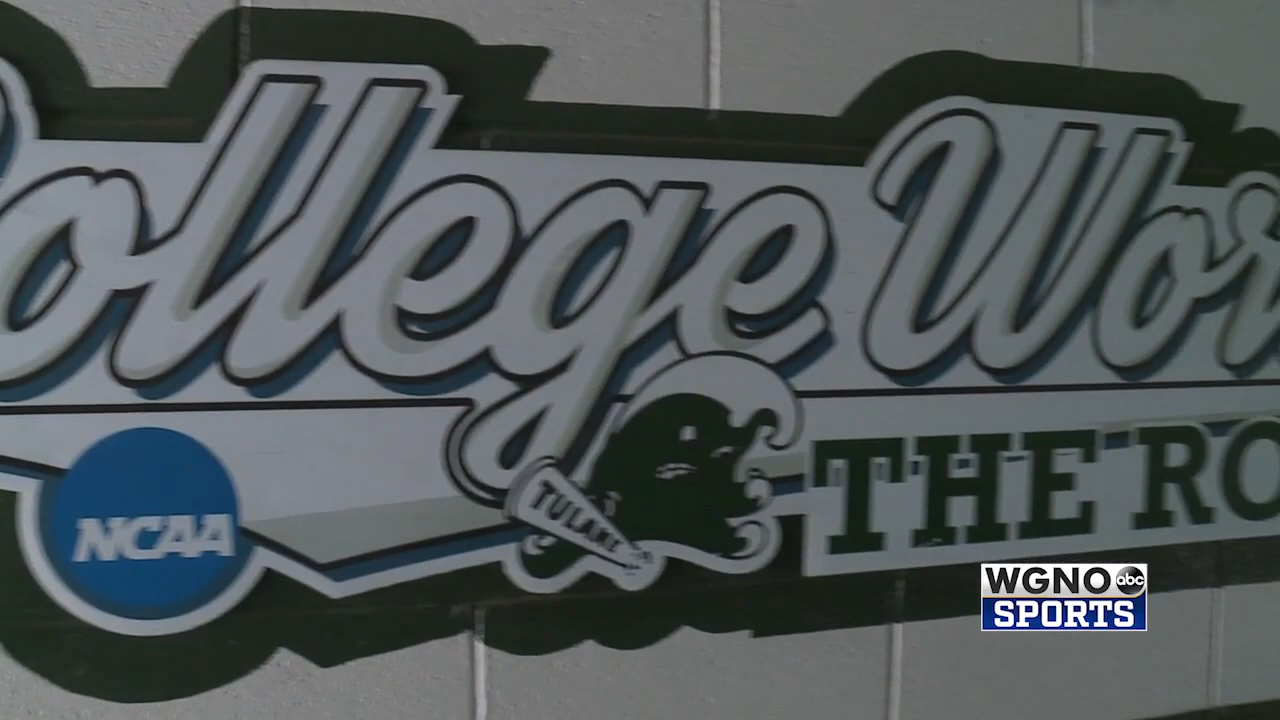 College Wor
NCAA
TULANE
THE RO
WGNO abc
SPORTS